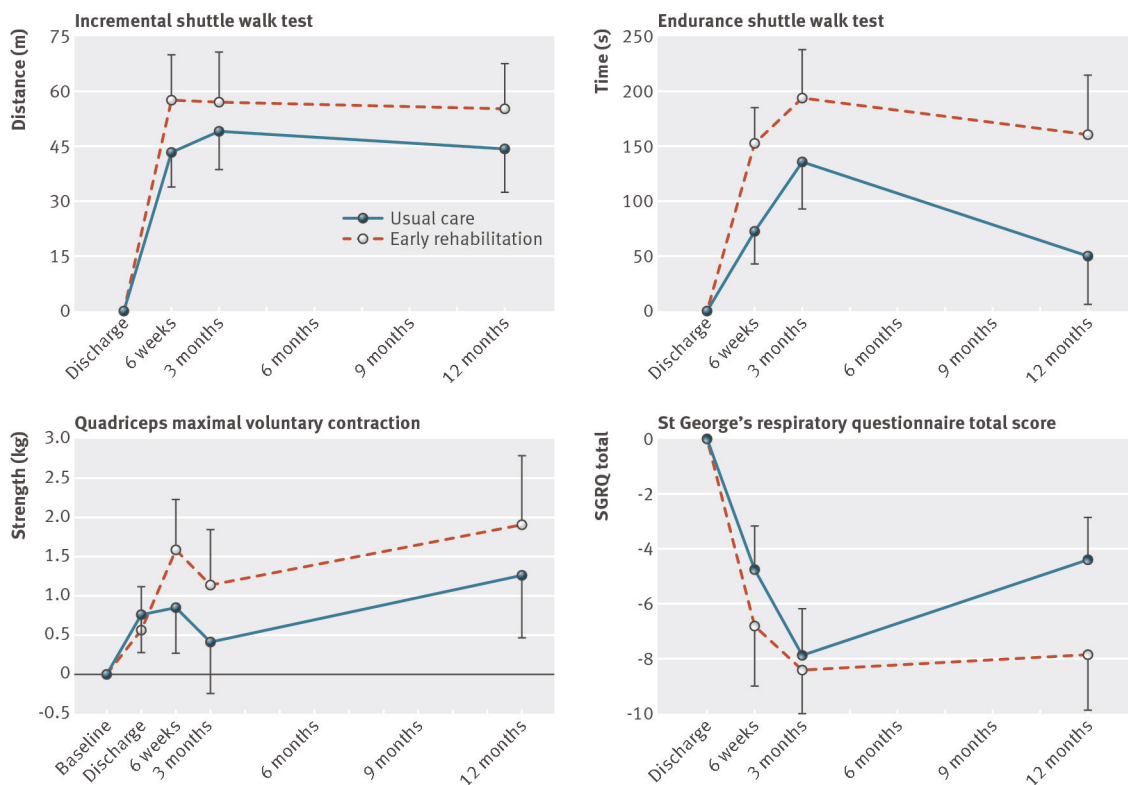 Incremental shuttle walk test
Distance (m)
75
60
45
30
15
0
Usual care
Early rehabilitation
Discharge
6 weeks
3 months
6 months
9 months
12 months
Endurance shuttle walk test
Time (s)
250
200
150
100
50
0
Discharge
6 weeks
3 months
6 months
9 months
12 months
Quadriceps maximal voluntary contraction
Strength (kg)
3.0
2.5
2.0
1.5
1.0
0.5
0
-0.5
Baseline
Discharge
6 weeks
3 months
6 months
9 months
12 months
St George’s respiratory questionnaire total score
SGRQ total
0
-2
-4
-6
-8
-10
Discharge
6 weeks
3 months
6 months
9 months
12 months